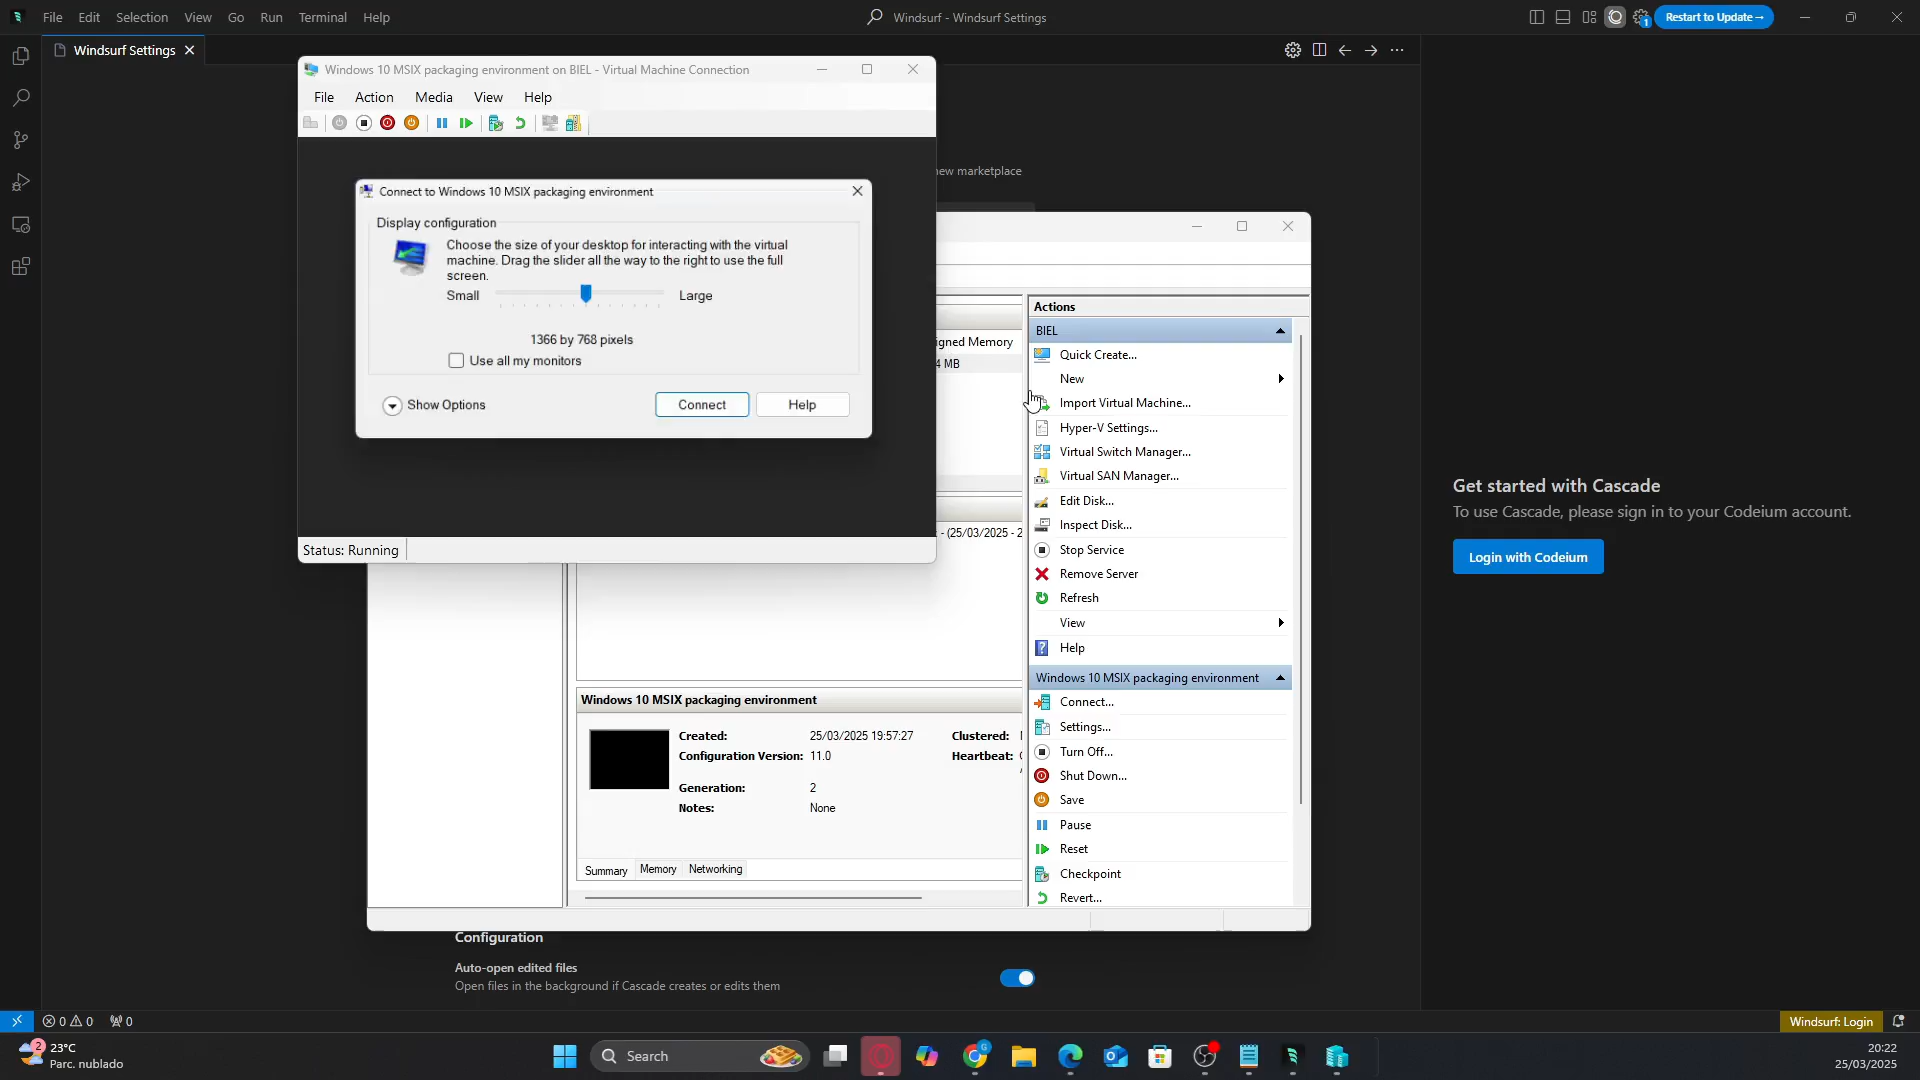 File Edit Selection View Go Run Terminal Help
Windsurf - Windsurf Settings
1
Restart to Update→
Windsurf Settings
Windows 10 MSIX packaging environment on BIEL - Virtual Machine Connection
File Action Media View Help
new marketplace
Connect to Windows 10 MSIX packaging environment
Display configuration
Choose the size of your desktop for interacting with the virtual
machine. Drag the slider all the way to the right to use the full
screen.
Small Large
1366 by 768 pixels
Use all my monitors
Show Options
Connect
Help
Status: Running
igned Memory
4 MB
- (25/03/2025 - 2
Actions
BIEL
Quick Create...
New
Import Virtual Machine...
Hyper-V Settings...
Virtual Switch Manager...
Virtual SAN Manager...
Edit Disk...
Inspect Disk...
Stop Service
Remove Server
Refresh
View
Help
Windows 10 MSIX packaging environment
Connect...
Settings...
Turn Off...
Shut Down...
Save
Pause
Reset
Checkpoint
Revert...
Windows 10 MSIX packaging environment
Created: 25/03/2025 19:57:27 Clustered:
Configuration Version: 11.0 Heartbeat:
Generation: 2
Notes: None
Summary Memory Networking
Get started with Cascade
To use Cascade, please sign in to your Codeium account.
Login with Codeium
Configuration
Auto-open edited files
Open files in the background if Cascade creates or edits them
0 0 0
Windsurf: Login
2
23°C
Parc. nublado
Search
G
20:22
25/03/2025